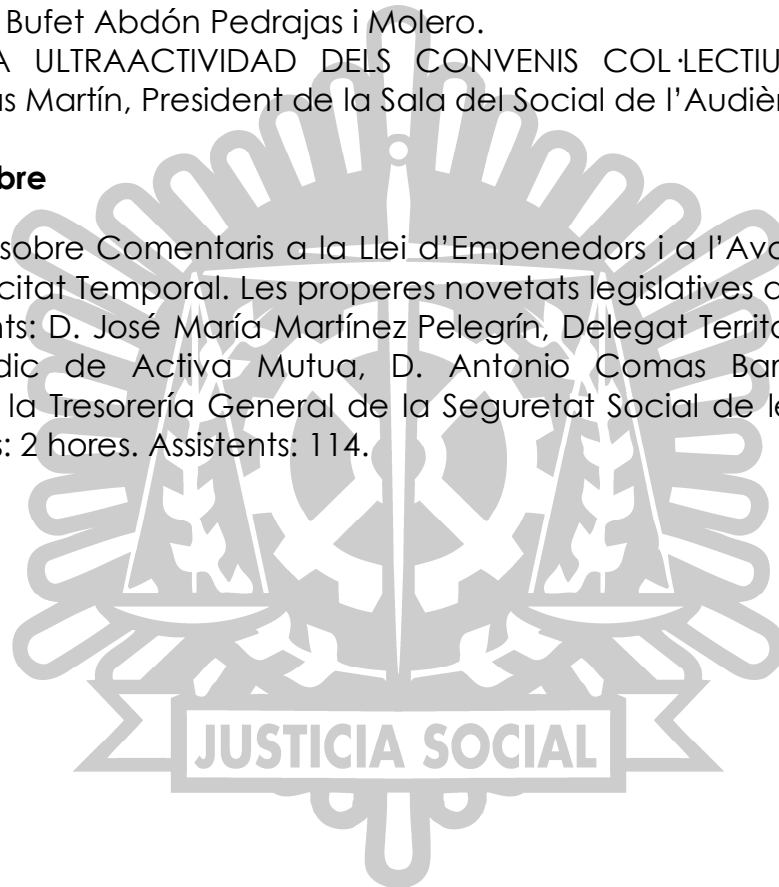 Bufet Abdón Pedrajas i Molero.
A ULTRAACTIVIDAD DELS CONVENIS COL·LECTIU
Martín, President de la Sala del Social de l’Audièn
bre
sobre Comentaris a la Llei d’Empenedors i a l’Ava
citat Temporal. Les properes novetats legislatives
nts: D. José María Martínez Pelegrín, Delegat Territo
dic de Activa Mutua, D. Antonio Comas Bar
la Tresorería General de la Seguretat Social de le
s: 2 hores. Assistents: 114.
JUSTICIA SOCIAL